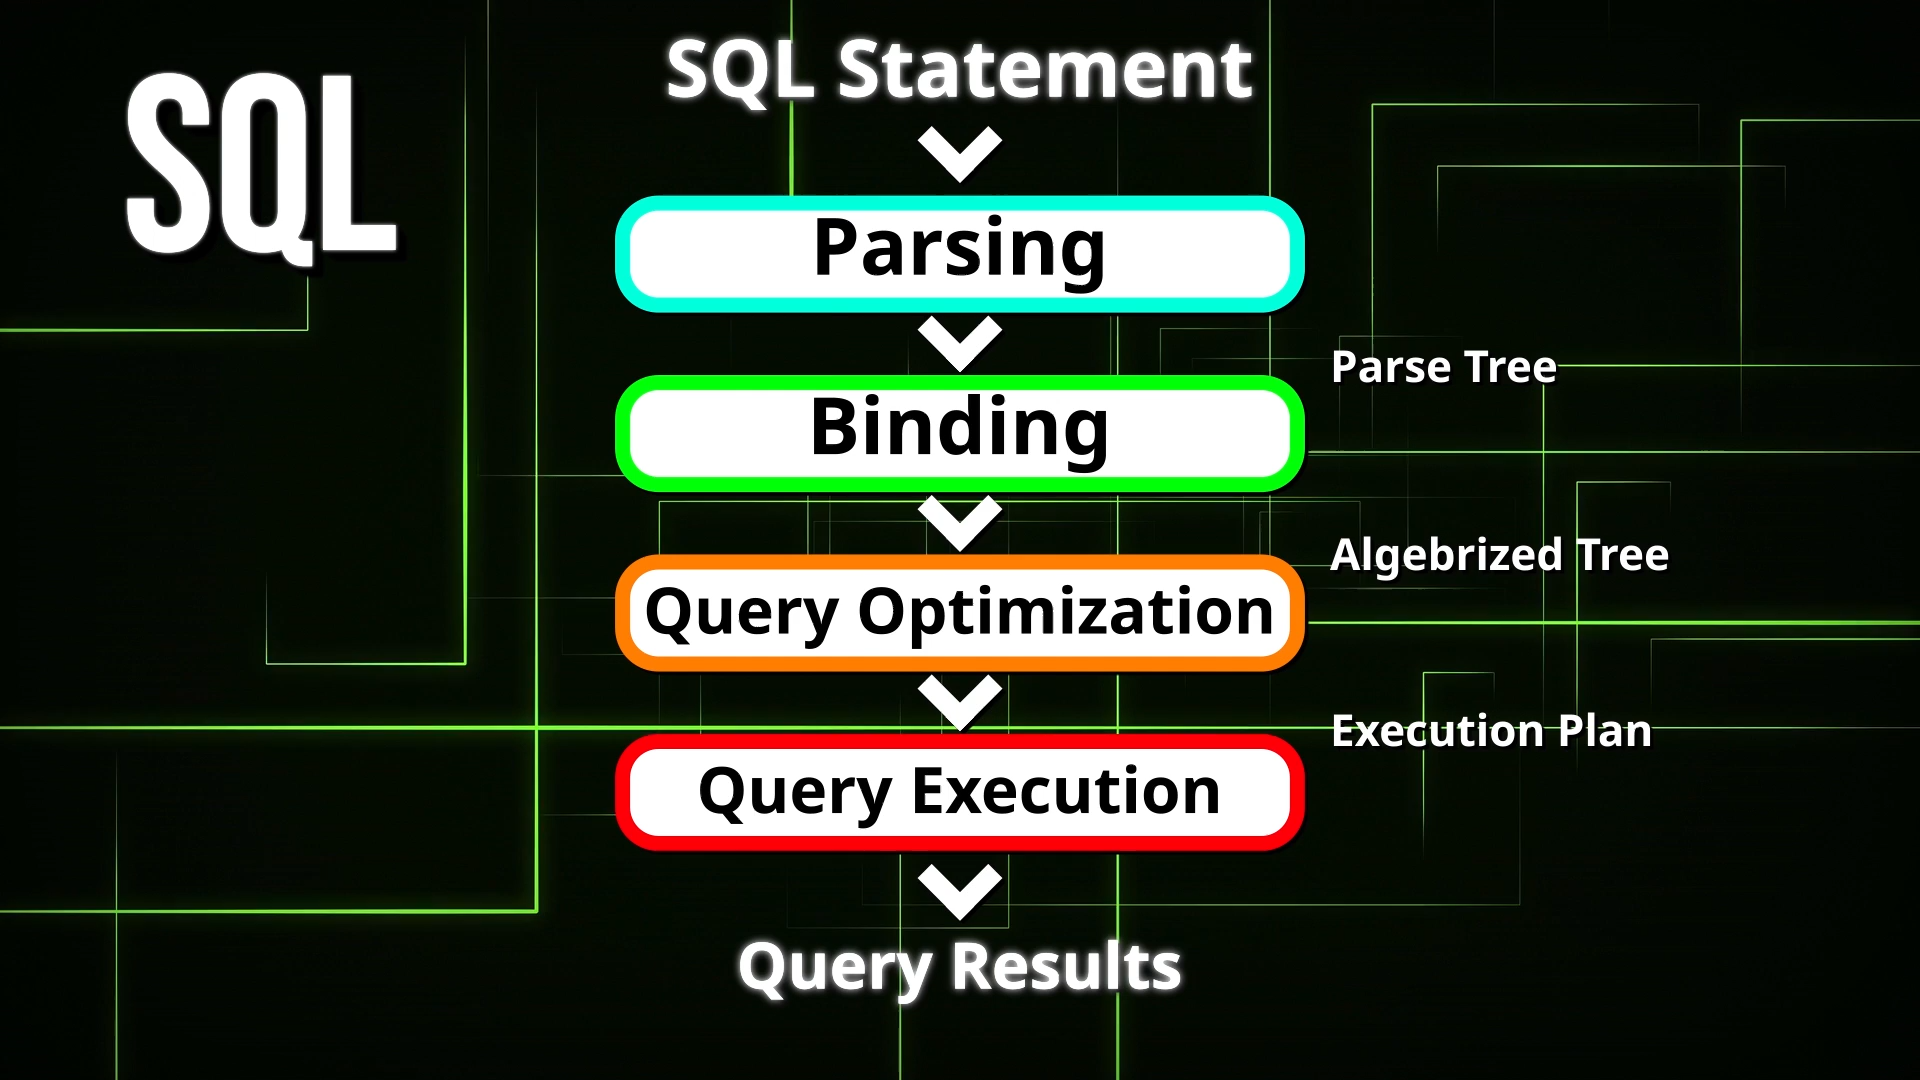 SQL
SQL Statement
Parsing
Parse Tree
Binding
Algebrized Tree
Query Optimization
Execution Plan
Query Execution
Query Results